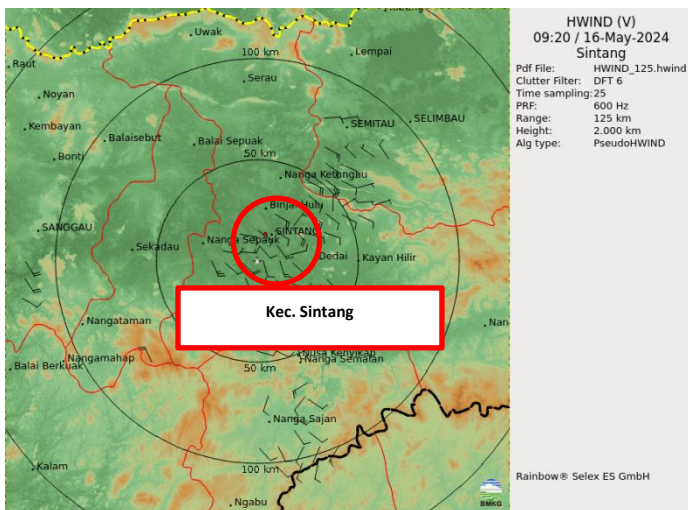 HWIND (V)
09:20 / 16-May-2024
Sintang
Pdf File: HWIND_125.hwind
Clutter Filter: DFT 6
Time sampling: 25
PRF: 600 Hz
Range: 125 km
Height: 2.000 km
Alg type: PseudoHWIND
Uwak
100 km
Lempai
Raut
Serau
Noyan
Kembayan
Balaisebut
Balai Sepuak
SEMITAU
SELIMBAU
Bonti
50 km
Nanga Ketungau
Binjai Hulu
SANGGAU
Sekadau
Nanga Sepauk
SINTANG
Dedai
Kayan Hilir
Kec. Sintang
Nangataman
Nan
Nangamahap
Balai Berkuak
Nanga Semalan
50 km
Nanga Sajan
Kalam
100 km
Ngabu
BMKG
Rainbow® Selex ES GmbH